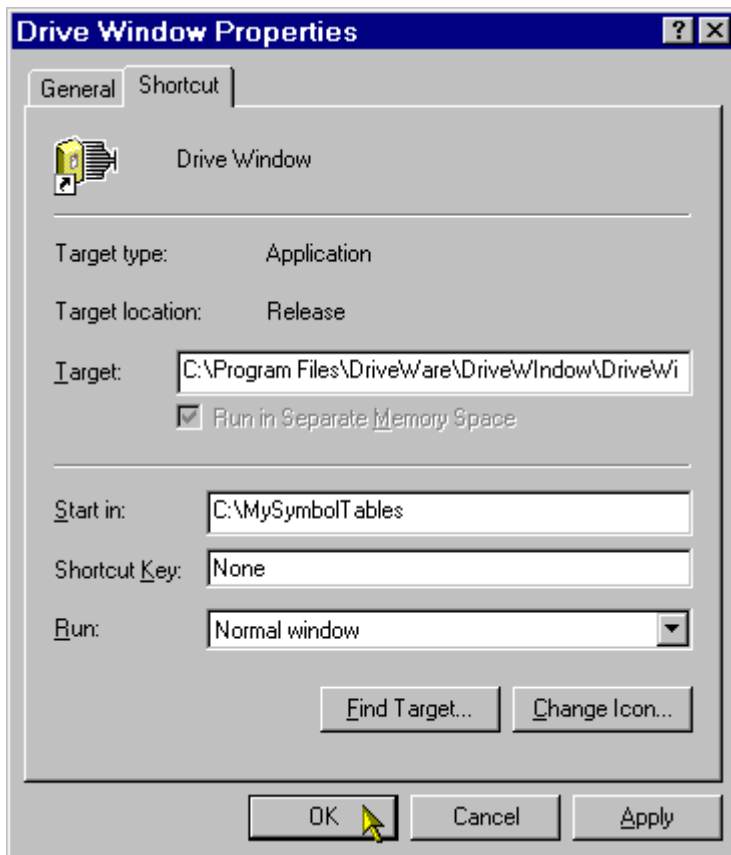 Drive Window Properties
General Shortcut
Drive Window
Target type: Application
Target location: Release
Target: C:\Program Files\DriveWare\DriveWIndow\DriveWi
Run in Separate Memory Space
Start in: C:\MySymbolTables
Shortcut Key: None
Run: Normal window
Find Target... Change Icon...
OK Cancel Apply